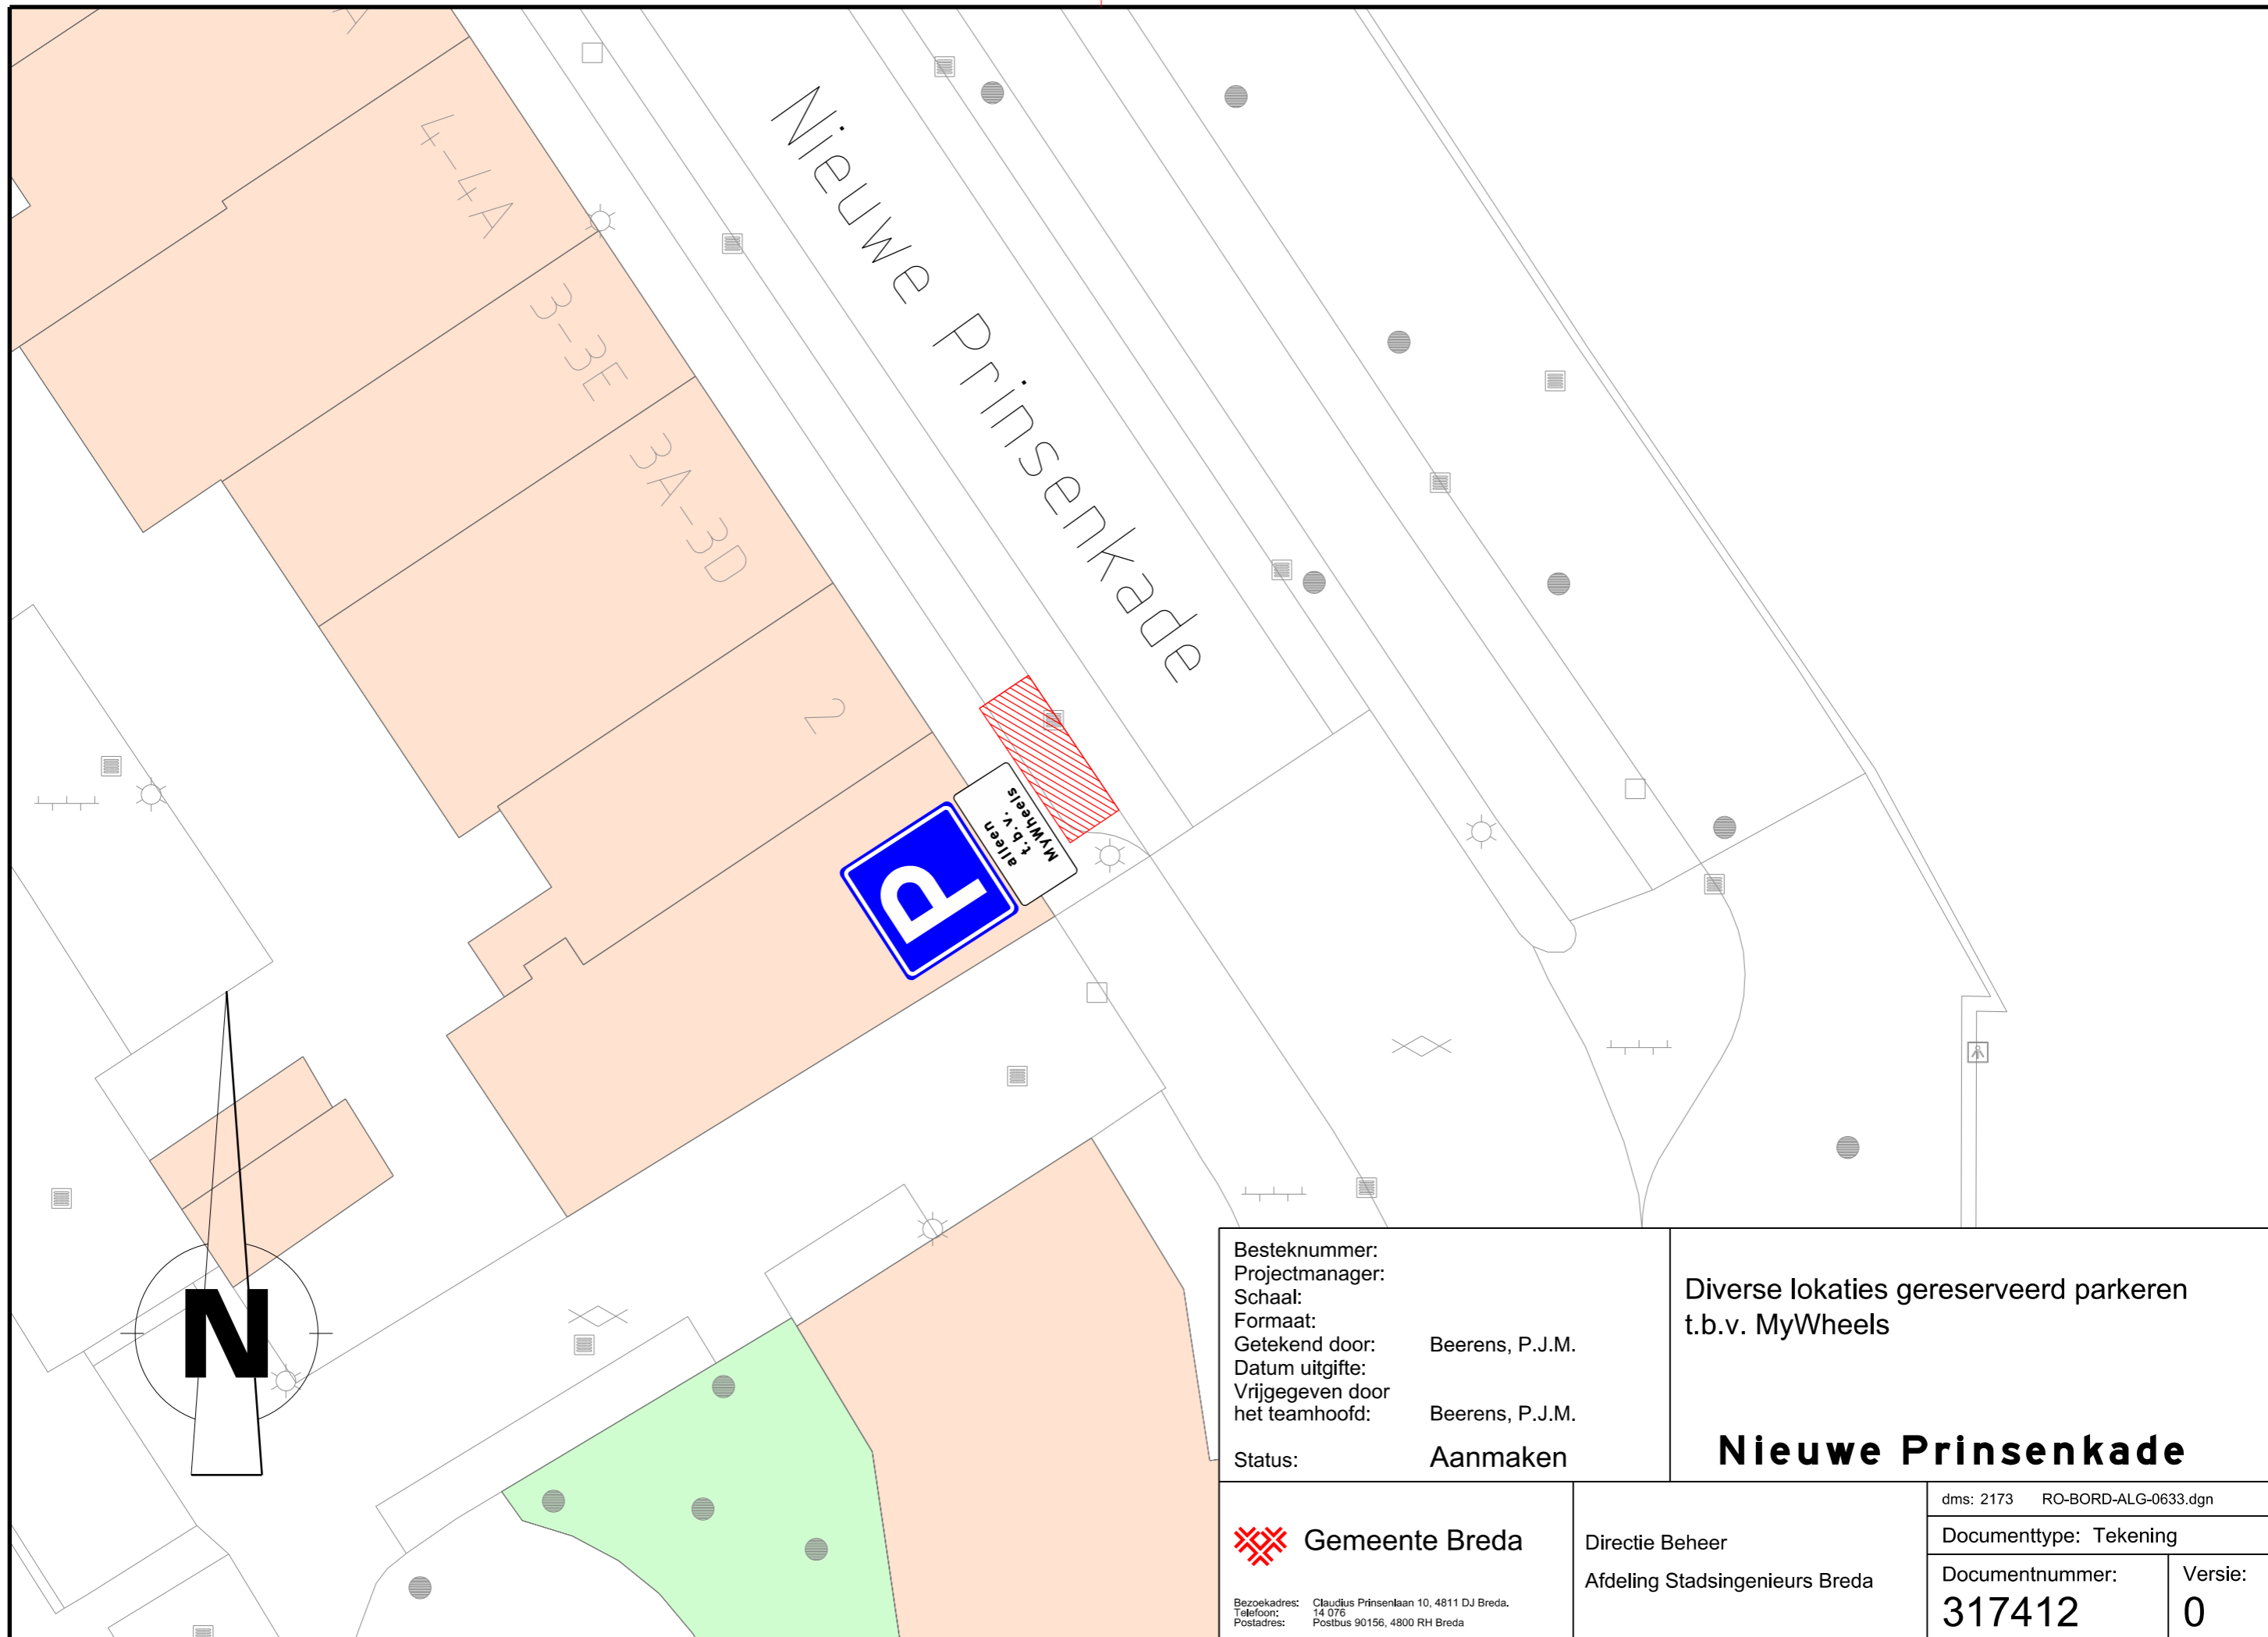 4-4A
3-3E
3A-3D
2
Nieuwe Prinsenkade
P
alleen
t.b.v.
MyWheels
N
Besteknummer:
Projectmanager:
Schaal:
Formaat:
Getekend door: Beerens, P.J.M.
Datum uitgifte:
Vrijgegeven door
het teamhoofd: Beerens, P.J.M.
Status: Aanmaken
Diverse lokaties gereserveerd parkeren
t.b.v. MyWheels
Nieuwe Prinsenkade
Gemeente Breda
Bezoekadres: Claudius Prinsenlaan 10, 4811 DJ Breda.
Telefoon: 14 076
Postadres: Postbus 90156, 4800 RH Breda
Directie Beheer
Afdeling Stadsingenieurs Breda
dms: 2173 RO-BORD-ALG-0633.dgn
Documenttype: Tekening
Documentnummer:
317412
Versie:
0